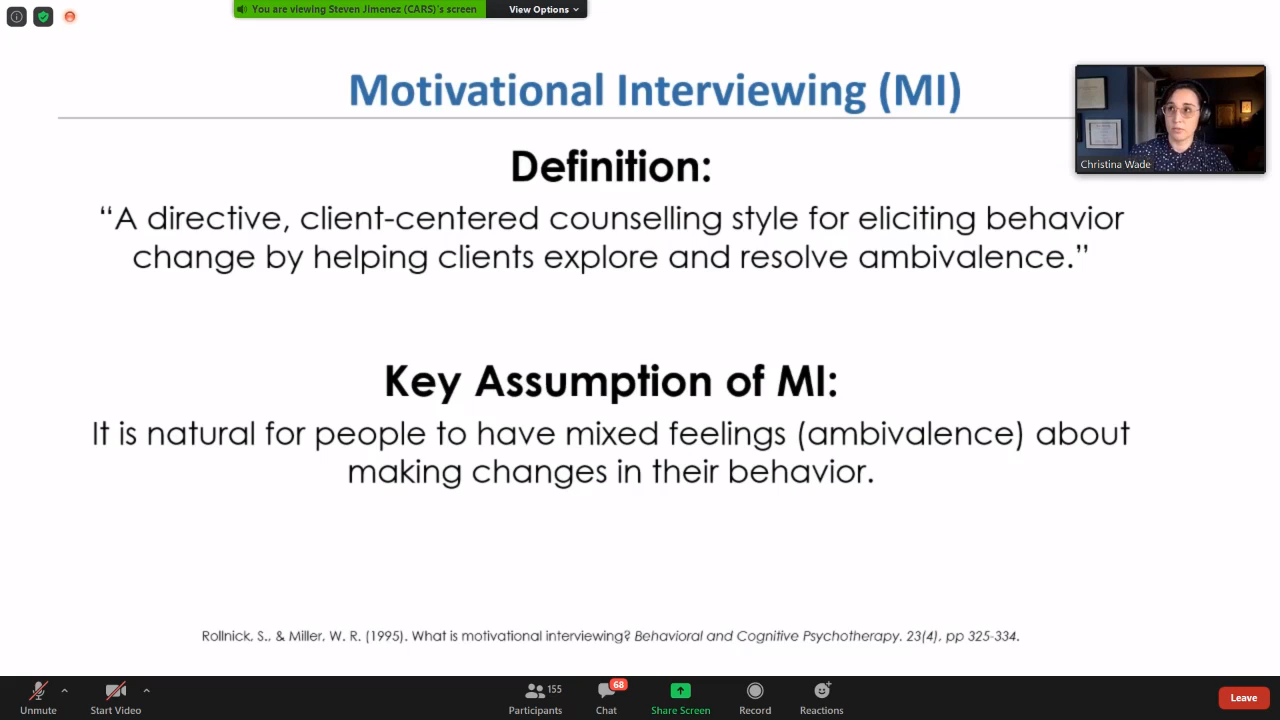 You are viewing Steven Jimenez (CARS)'s screen
View Options
Motivational Interviewing (MI)
Christina Wade
Definition:
“A directive, client-centered counselling style for eliciting behavior
change by helping clients explore and resolve ambivalence.”
Key Assumption of MI:
It is natural for people to have mixed feelings (ambivalence) about
making changes in their behavior.
Rollnick, S., & Miller, W. R. (1995). What is motivational interviewing? Behavioral and Cognitive Psychotherapy. 23(4), pp 325-334.
155
68
Unmute
Start Video
Participants
Chat
Share Screen
Record
Reactions
Leave